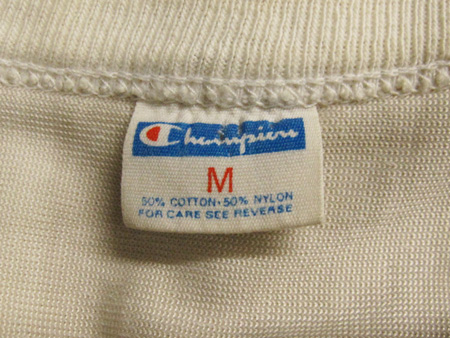 Champion
M
50% COTTON·50% NYLON
FOR CARE SEE REVERSE